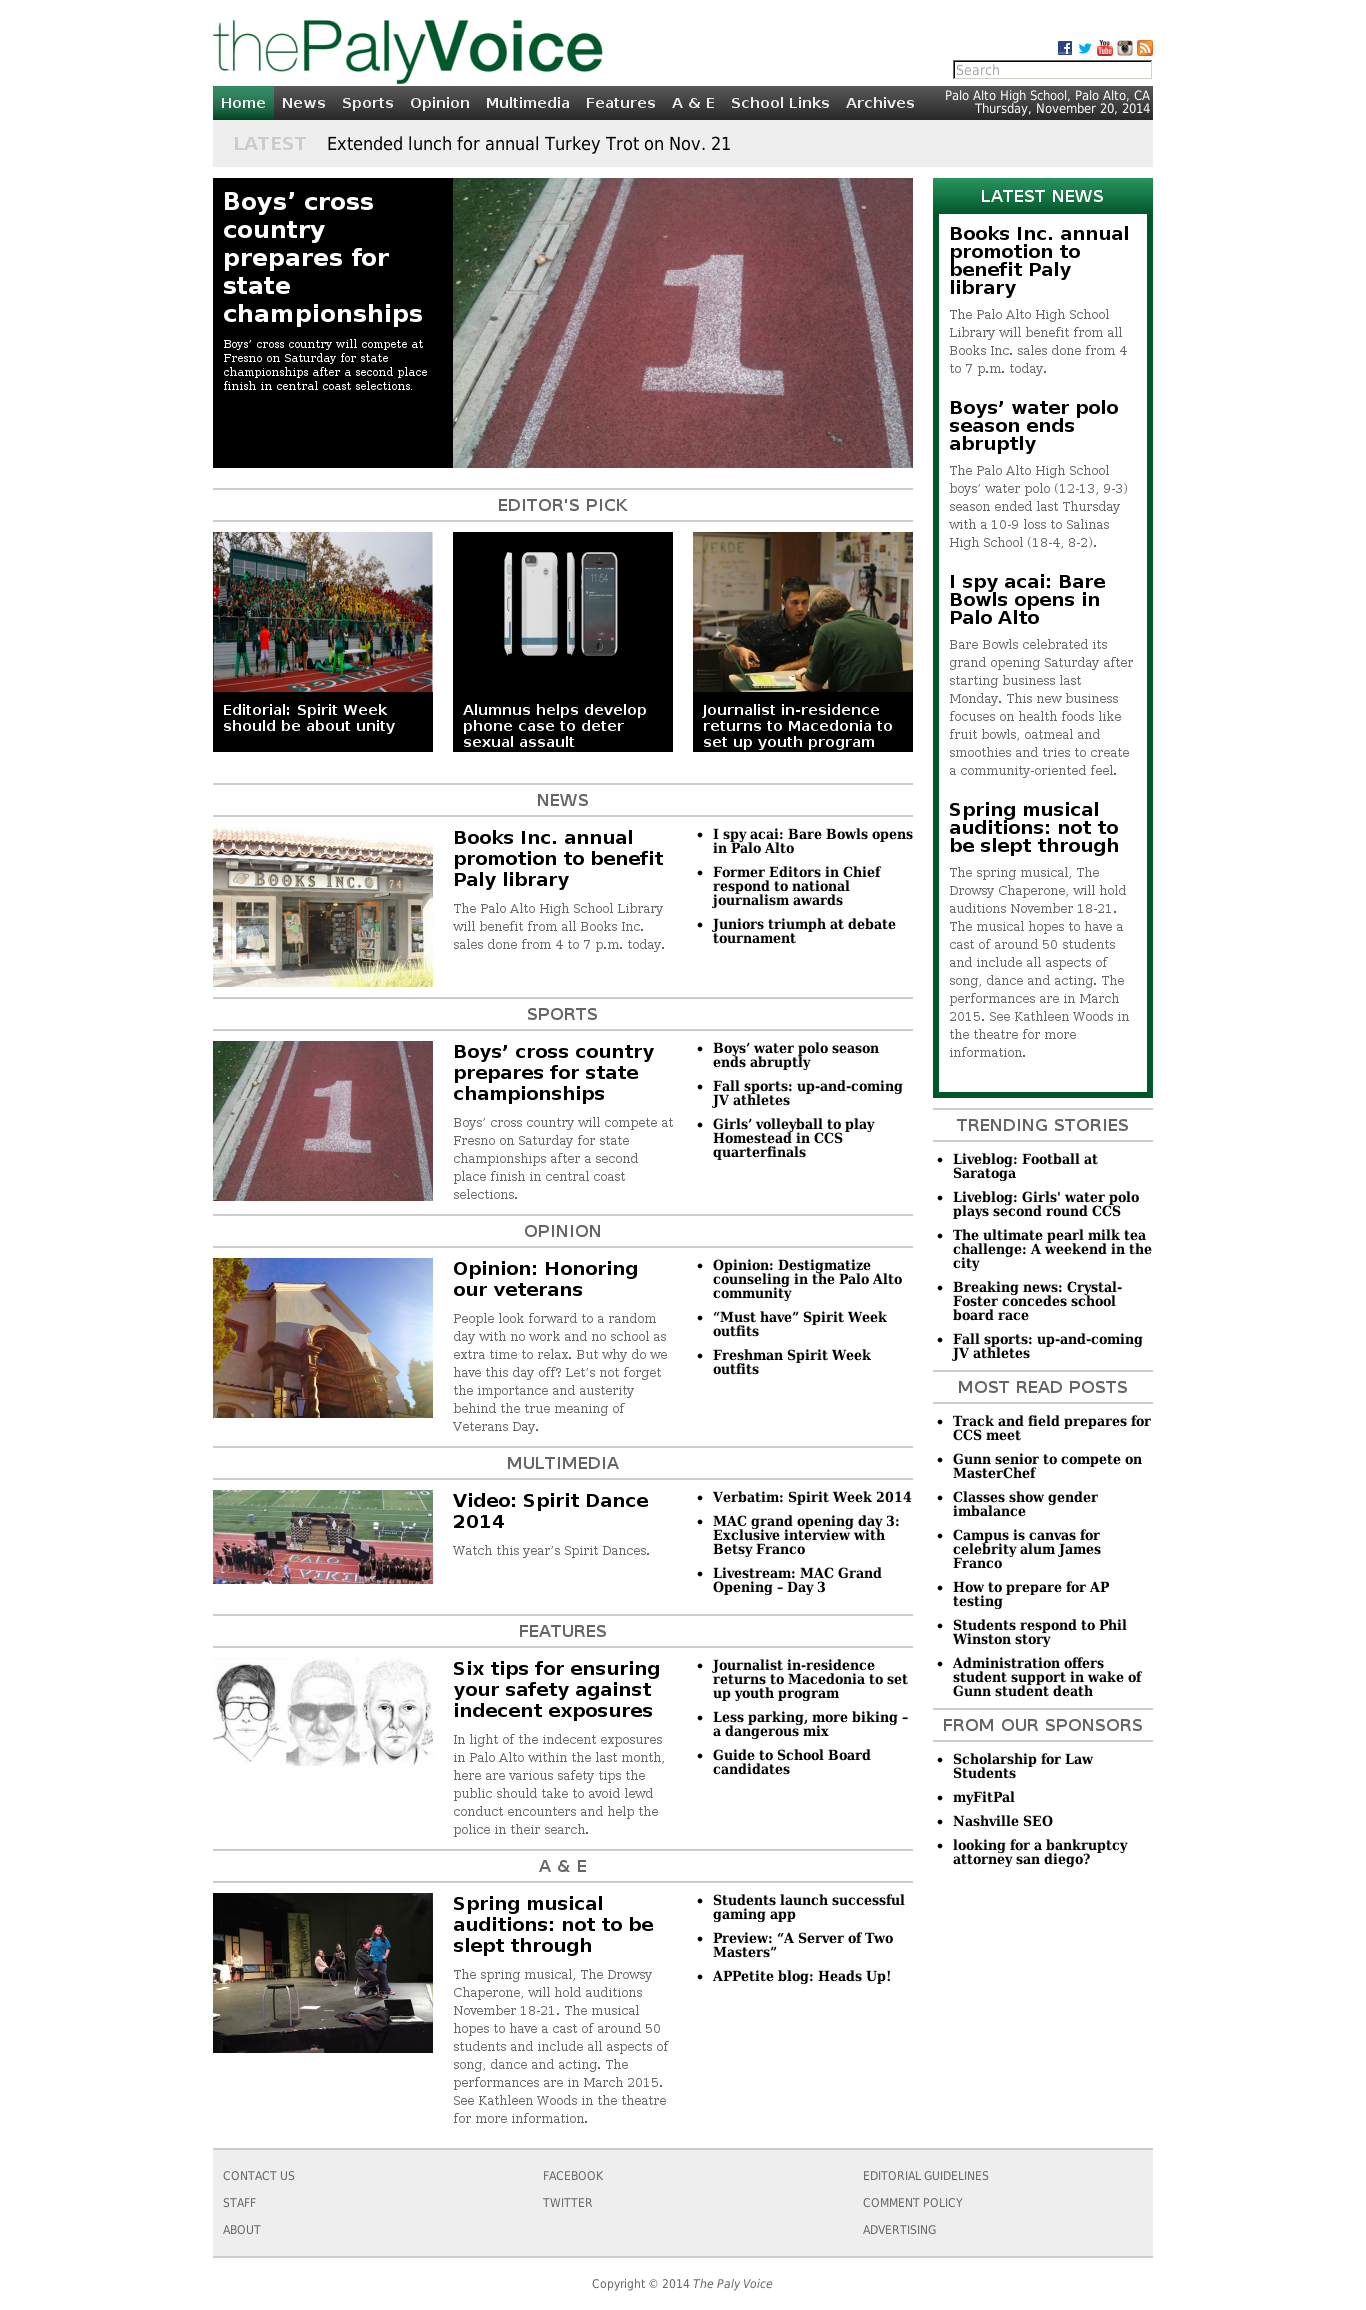 thePalyVoice
Search
Home News Sports Opinion Multimedia Features A & E School Links Archives
Palo Alto High School, Palo Alto, CA
Thursday, November 20, 2014
LATEST Extended lunch for annual Turkey Trot on Nov. 21
Boys’ cross
country
prepares for
state
championships
Boys’ cross country will compete at
Fresno on Saturday for state
championships after a second place
finish in central coast selections.
1
EDITOR'S PICK
VERDE
11:54
Editorial: Spirit Week
should be about unity
Alumnus helps develop
phone case to deter
sexual assault
Journalist in-residence
returns to Macedonia to
set up youth program
NEWS
BOOKS INC. 74
Books Inc. annual
promotion to benefit
Paly library
The Palo Alto High School Library
will benefit from all Books Inc.
sales done from 4 to 7 p.m. today.
I spy acai: Bare Bowls opens
in Palo Alto
Former Editors in Chief
respond to national
journalism awards
Juniors triumph at debate
tournament
SPORTS
1
Boys’ cross country
prepares for state
championships
Boys’ cross country will compete at
Fresno on Saturday for state
championships after a second
place finish in central coast
selections.
Boys’ water polo season
ends abruptly
Fall sports: up-and-coming
JV athletes
Girls’ volleyball to play
Homestead in CCS
quarterfinals
OPINION
Opinion: Honoring
our veterans
People look forward to a random
day with no work and no school as
extra time to relax. But why do we
have this day off? Let’s not forget
the importance and austerity
behind the true meaning of
Veterans Day.
Opinion: Destigmatize
counseling in the Palo Alto
community
“Must have” Spirit Week
outfits
Freshman Spirit Week
outfits
MULTIMEDIA
PALO
VIKI
Video: Spirit Dance
2014
Watch this year’s Spirit Dances.
Verbatim: Spirit Week 2014
MAC grand opening day 3:
Exclusive interview with
Betsy Franco
Livestream: MAC Grand
Opening – Day 3
FEATURES
Six tips for ensuring
your safety against
indecent exposures
In light of the indecent exposures
in Palo Alto within the last month,
here are various safety tips the
public should take to avoid lewd
conduct encounters and help the
police in their search.
Journalist in-residence
returns to Macedonia to set
up youth program
Less parking, more biking –
a dangerous mix
Guide to School Board
candidates
A & E
Spring musical
auditions: not to be
slept through
The spring musical, The Drowsy
Chaperone, will hold auditions
November 18-21. The musical
hopes to have a cast of around 50
students and include all aspects of
song, dance and acting. The
performances are in March 2015.
See Kathleen Woods in the theatre
for more information.
Students launch successful
gaming app
Preview: “A Server of Two
Masters”
APPetite blog: Heads Up!
LATEST NEWS
Books Inc. annual
promotion to
benefit Paly
library
The Palo Alto High School
Library will benefit from all
Books Inc. sales done from 4
to 7 p.m. today.
Boys’ water polo
season ends
abruptly
The Palo Alto High School
boys’ water polo (12-13, 9-3)
season ended last Thursday
with a 10-9 loss to Salinas
High School (18-4, 8-2).
I spy acai: Bare
Bowls opens in
Palo Alto
Bare Bowls celebrated its
grand opening Saturday after
starting business last
Monday. This new business
focuses on health foods like
fruit bowls, oatmeal and
smoothies and tries to create
a community-oriented feel.
Spring musical
auditions: not to
be slept through
The spring musical, The
Drowsy Chaperone, will hold
auditions November 18-21.
The musical hopes to have a
cast of around 50 students
and include all aspects of
song, dance and acting. The
performances are in March
2015. See Kathleen Woods in
the theatre for more
information.
TRENDING STORIES
Liveblog: Football at
Saratoga
Liveblog: Girls' water polo
plays second round CCS
The ultimate pearl milk tea
challenge: A weekend in the
city
Breaking news: Crystal-
Foster concedes school
board race
Fall sports: up-and-coming
JV athletes
MOST READ POSTS
Track and field prepares for
CCS meet
Gunn senior to compete on
MasterChef
Classes show gender
imbalance
Campus is canvas for
celebrity alum James
Franco
How to prepare for AP
testing
Students respond to Phil
Winston story
Administration offers
student support in wake of
Gunn student death
FROM OUR SPONSORS
Scholarship for Law
Students
myFitPal
Nashville SEO
looking for a bankruptcy
attorney san diego?
CONTACT US
STAFF
ABOUT
FACEBOOK
TWITTER
EDITORIAL GUIDELINES
COMMENT POLICY
ADVERTISING
Copyright © 2014 The Paly Voice